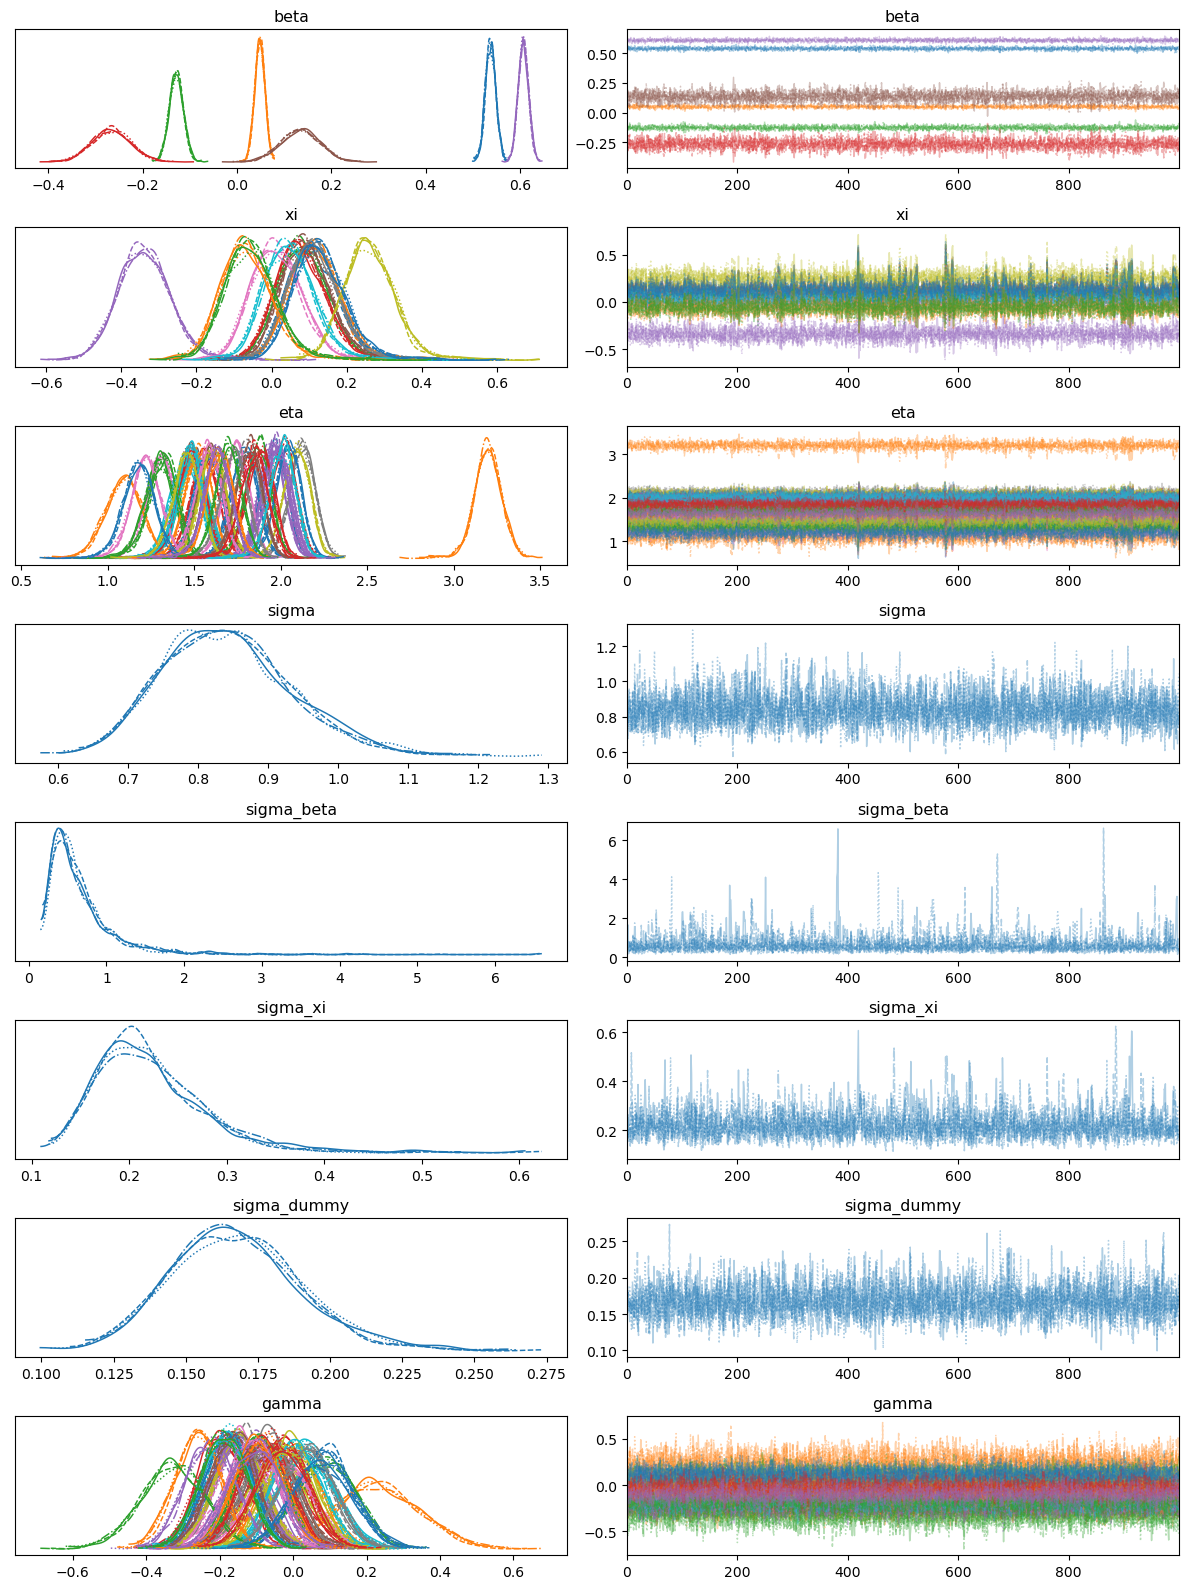 beta beta
−0.4 −0.2 0.0 0.2 0.4 0.6
0.50
0.25
0.00
−0.25
0 200 400 600 800
xi xi
−0.6 −0.4 −0.2 0.0 0.2 0.4 0.6
0.5
0.0
−0.5
0 200 400 600 800
eta eta
0.5 1.0 1.5 2.0 2.5 3.0 3.5
3
2
1
0 200 400 600 800
sigma sigma
0.6 0.7 0.8 0.9 1.0 1.1 1.2 1.3
1.2
1.0
0.8
0.6
0 200 400 600 800
sigma_beta sigma_beta
0 1 2 3 4 5 6
6
4
2
0
0 200 400 600 800
sigma_xi sigma_xi
0.1 0.2 0.3 0.4 0.5 0.6
0.6
0.4
0.2
0 200 400 600 800
sigma_dummy sigma_dummy
0.100 0.125 0.150 0.175 0.200 0.225 0.250 0.275
0.25
0.20
0.15
0.10
0 200 400 600 800
gamma gamma
−0.6 −0.4 −0.2 0.0 0.2 0.4 0.6
0.5
0.0
−0.5
0 200 400 600 800